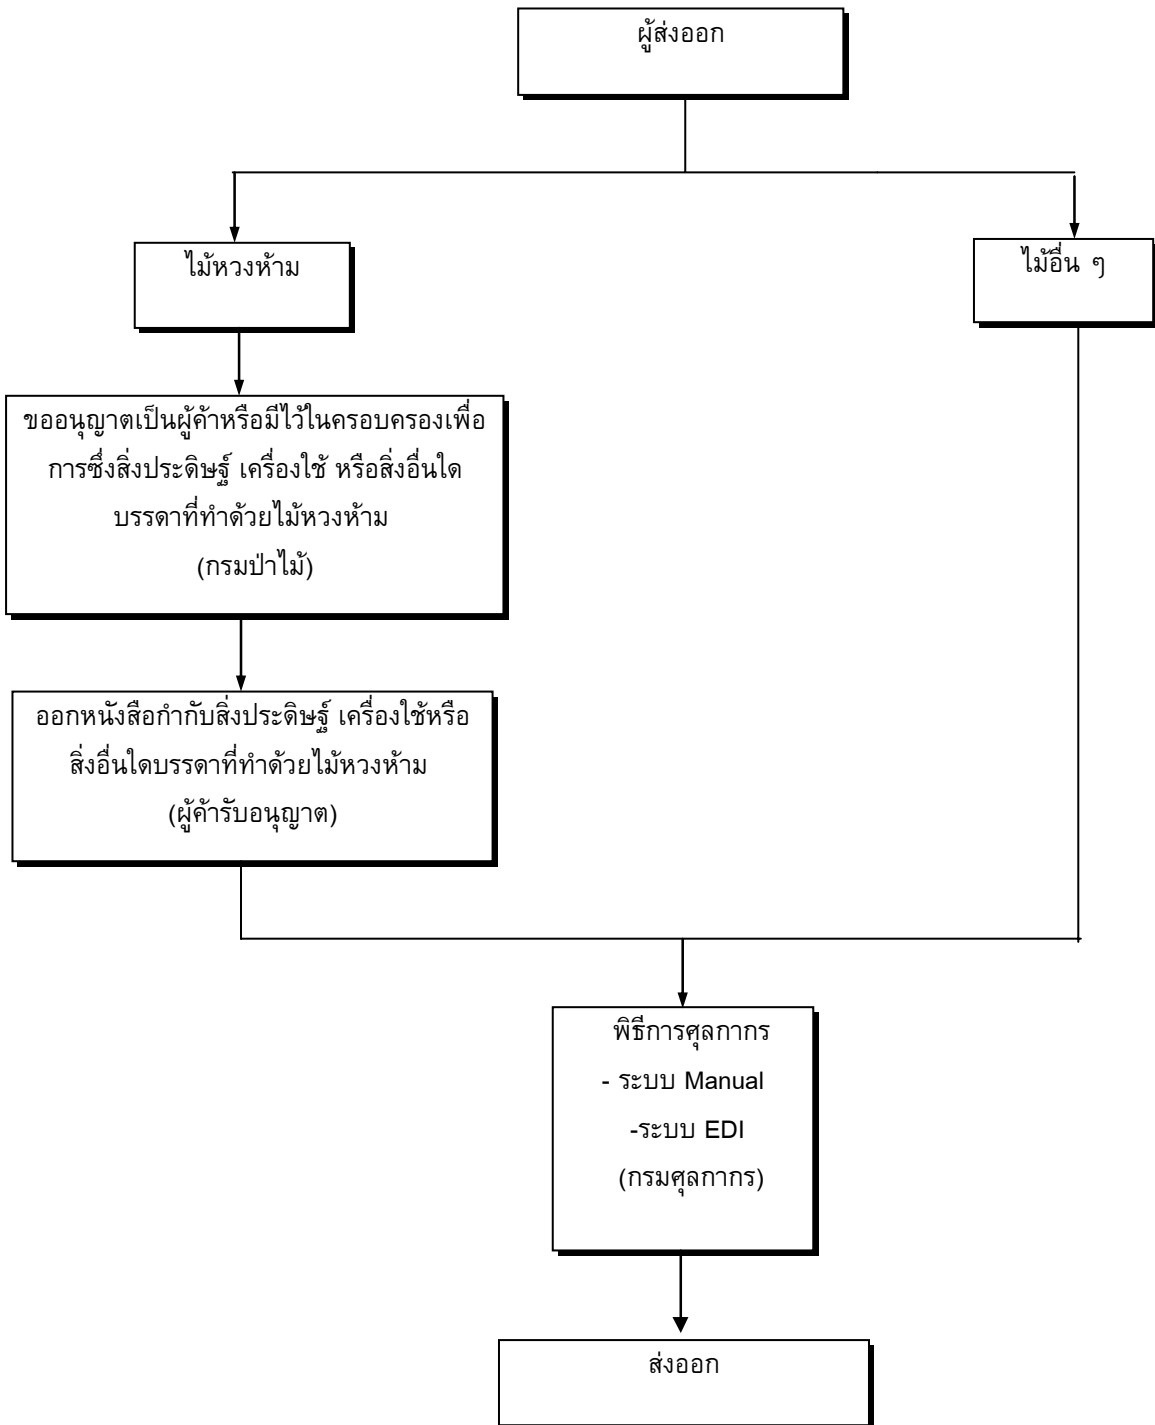 ผู้ส่งออก
ไม้หวงห้าม
ไม้อื่น ๆ
ขออนุญาตเป็นผู้ค้าหรือมีไว้ในครอบครองเพื่อ
การซึ่งสิ่งประดิษฐ์ เครื่องใช้ หรือสิ่งอื่นใด
บรรดาที่ทำด้วยไม้หวงห้าม
(กรมป่าไม้)
ออกหนังสือกำกับสิ่งประดิษฐ์ เครื่องใช้หรือ
สิ่งอื่นใดบรรดาที่ทำด้วยไม้หวงห้าม
(ผู้ค้ารับอนุญาต)
พิธีการศุลกากร
- ระบบ Manual
-ระบบ EDI
(กรมศุลกากร)
ส่งออก